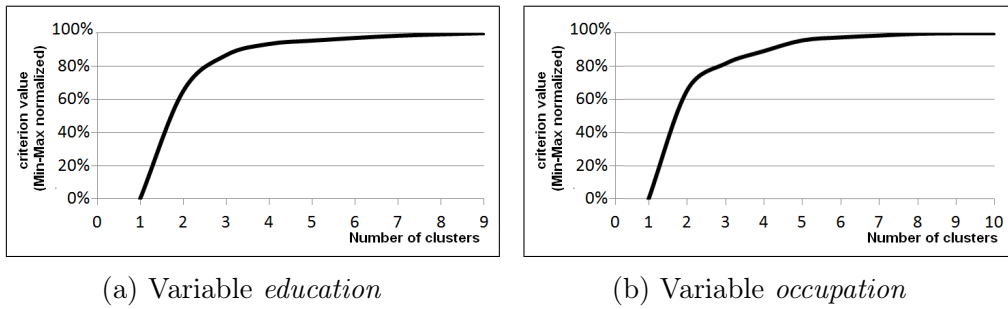 criterion value
(Min-Max normalized)
100%
80%
60%
40%
20%
0%
0 1 2 3 4 5 6 7 8 9
Number of clusters
(a) Variable education
criterion value
(Min-Max normalized)
100%
80%
60%
40%
20%
0%
0 1 2 3 4 5 6 7 8 9 10
Number of clusters
(b) Variable occupation